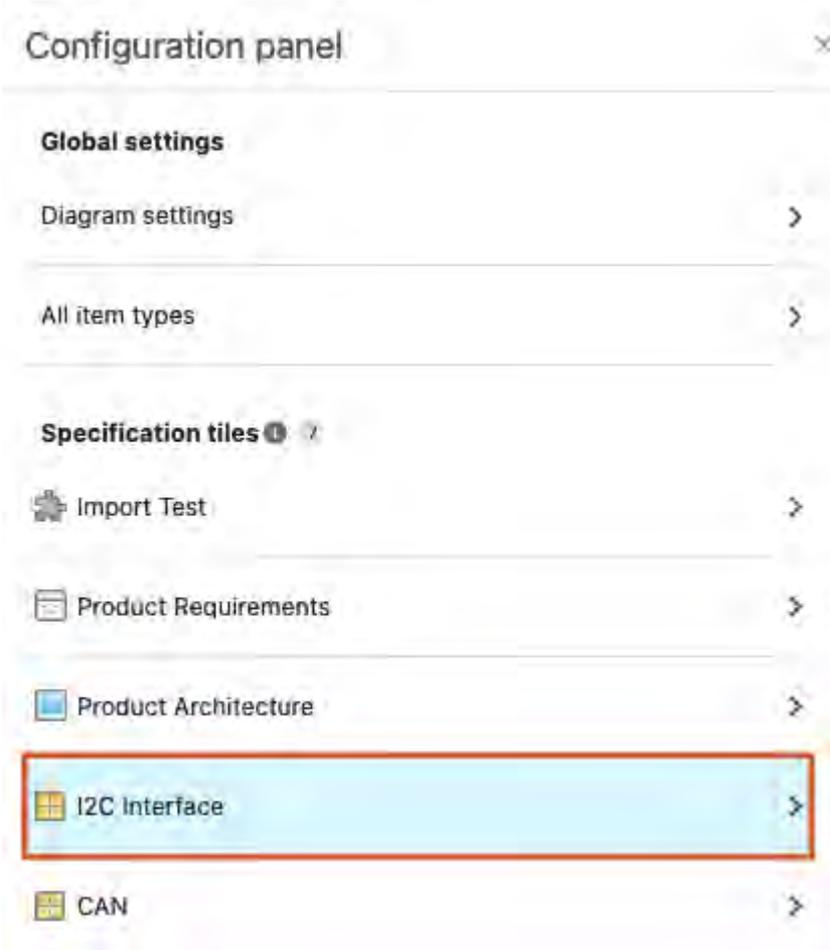 Configuration panel
Global settings
Diagram settings
All item types
Specification tiles
Import Test
Product Requirements
Product Architecture
I2C Interface
CAN